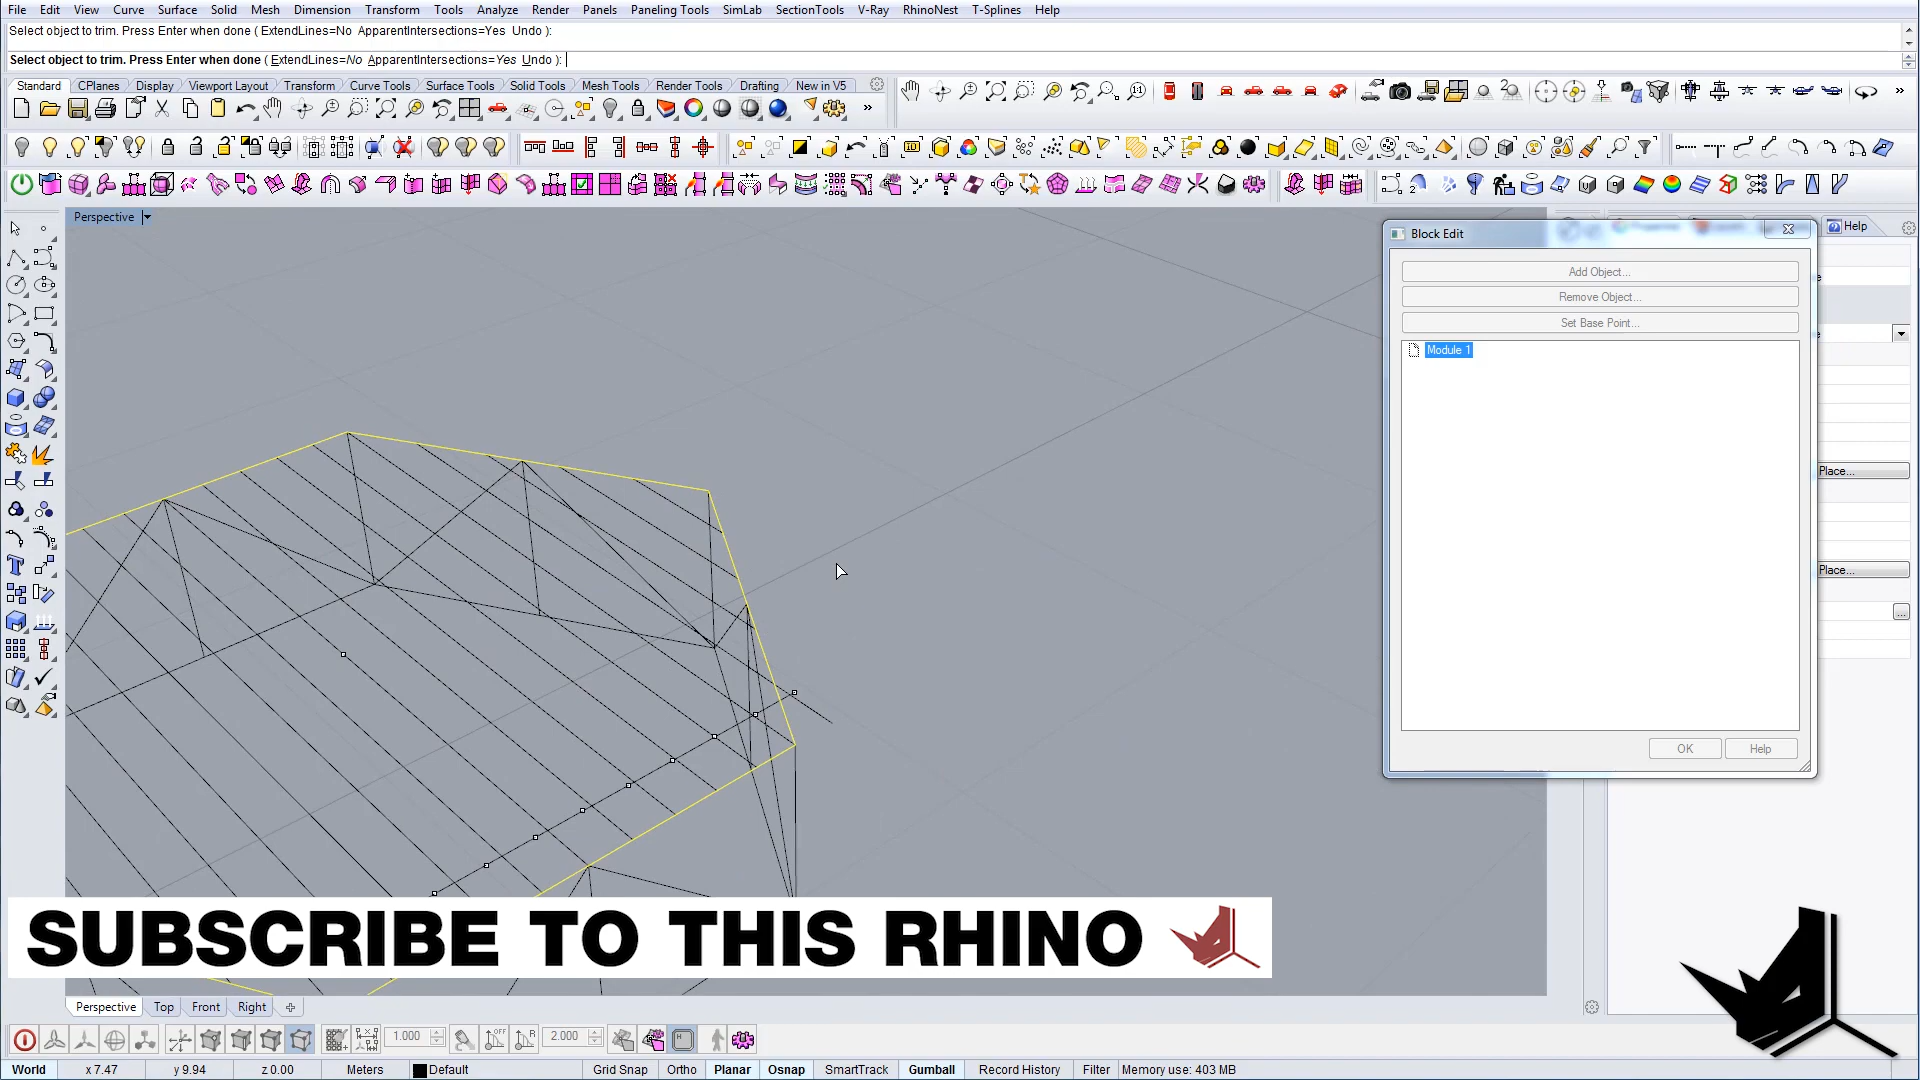 File Edit View Curve Surface Solid Mesh Dimension Transform Tools Analyze Render Panels Paneling Tools SimLab SectionTools V-Ray RhinoNest T-Splines Help
Select object to trim. Press Enter when done ( ExtendLines=No ApparentIntersections=Yes Undo ):
Select object to trim. Press Enter when done ( ExtendLines=No ApparentIntersections=Yes Undo ):
Standard CPlanes Display Viewport Layout Transform Curve Tools Surface Tools Solid Tools Mesh Tools Render Tools Drafting New in V5
Perspective
Help
Block Edit
Add Object...
Remove Object...
Set Base Point...
Module 1
Place...
Place...
...
OK Help
SUBSCRIBE TO THIS RHINO
Perspective Top Front Right
1.000 2.000
World x 7.47 y 9.94 z 0.00 Meters Default Grid Snap Ortho Planar Osnap SmartTrack Gumball Record History Filter Memory use: 403 MB